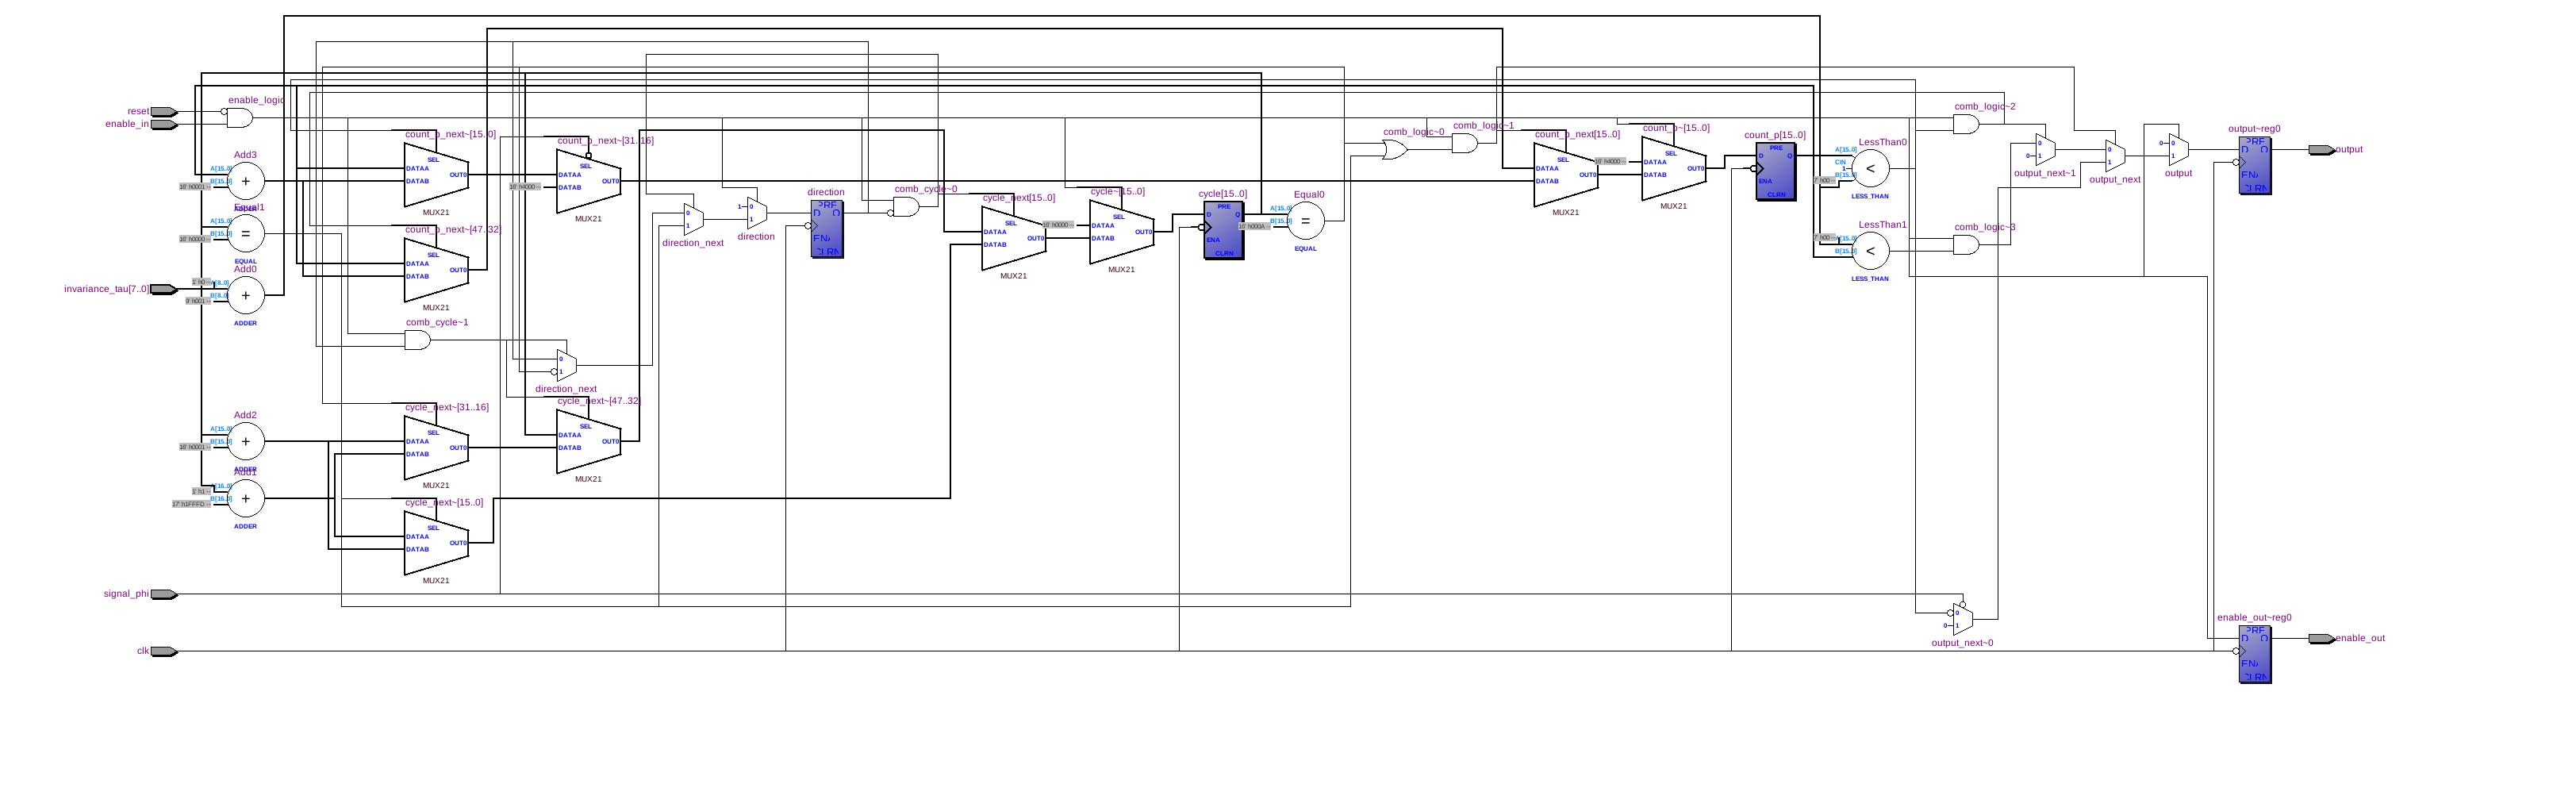 reset
enable_in
enable_logic
Add3
A[15..0]
B[15..0]
16' h0001 --
ADDER
Equal1
A[15..0]
B[15..0]
16' h0000 --
EQUAL
Add0
1' h0 --
A[8..0]
9' h001 --
B[8..0]
ADDER
invariance_tau[7..0]
Add2
A[15..0]
B[15..0]
16' h0001 --
ADDER
Add1
1' h1 --
A[16..0]
17' h1FFFD --
B[16..0]
ADDER
signal_phi
clk
count_p_next~[15..0]
SEL
DATAA
DATAB
OUT0
MUX21
count_p_next~[47..32]
SEL
DATAA
DATAB
OUT0
MUX21
comb_cycle~1
cycle_next~[31..16]
SEL
DATAA
DATAB
OUT0
MUX21
cycle_next~[15..0]
SEL
DATAA
DATAB
OUT0
MUX21
count_p_next~[31..16]
SEL
DATAA
16' h4000 --
DATAB
OUT0
MUX21
0
1
direction_next
cycle_next~[47..32]
SEL
DATAA
DATAB
OUT0
MUX21
0
1
direction_next
1
0
1
direction
direction
PRE
D
Q
ENA
CLRN
comb_cycle~0
cycle_next[15..0]
SEL
DATAA
DATAB
OUT0
MUX21
cycle~[15..0]
SEL
16' h0000 --
DATAA
DATAB
OUT0
MUX21
cycle[15..0]
PRE
D
Q
ENA
CLRN
Equal0
A[15..0]
B[15..0]
16' h000A --
EQUAL
comb_logic~0
comb_logic~1
count_p_next[15..0]
SEL
DATAA
DATAB
OUT0
MUX21
count_p~[15..0]
SEL
16' h4000 --
DATAA
DATAB
OUT0
MUX21
count_p[15..0]
PRE
D
Q
ENA
CLRN
LessThan0
A[15..0]
CIN
1
B[15..0]
LESS_THAN
LessThan1
A[15..0]
B[15..0]
LESS_THAN
comb_logic~2
comb_logic~3
0
0
1
output_next~1
0
1
output_next
0
0
1
output
output~reg0
PRE
D
Q
ENA
CLRN
output
0
0
1
output_next~0
enable_out~reg0
PRE
D
Q
ENA
CLRN
enable_out